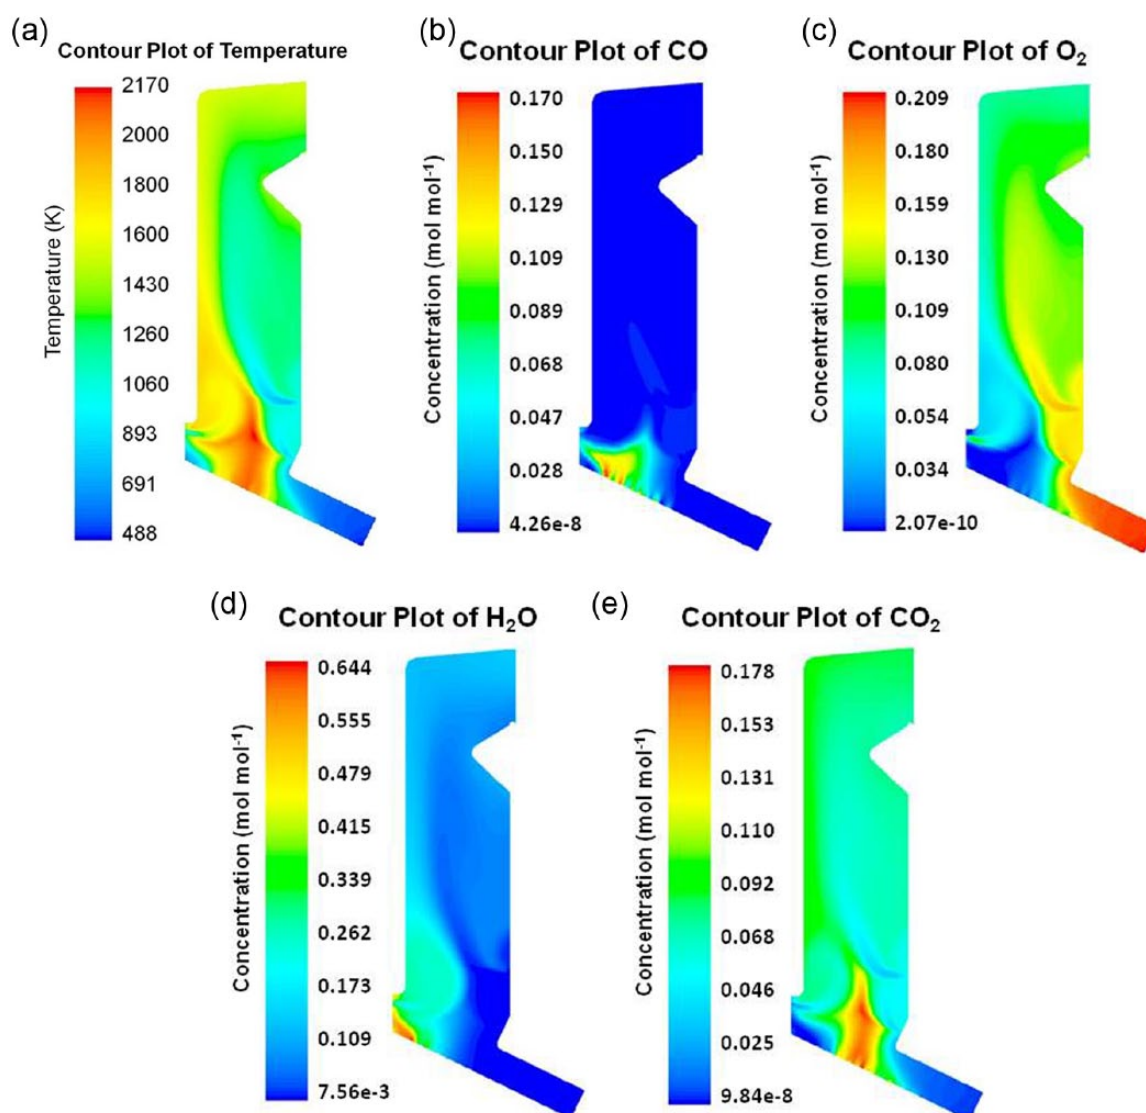 (a)
Contour Plot of Temperature
2170
2000
1800
1600
1430
1260
1060
893
691
488
Temperature (K)
(b)
Contour Plot of CO
0.170
0.150
0.129
0.109
0.089
0.068
0.047
0.028
4.26e-8
Concentration (mol mol⁻¹)
(c)
Contour Plot of O₂
0.209
0.180
0.159
0.130
0.109
0.080
0.054
0.034
2.07e-10
Concentration (mol mol⁻¹)
(d)
Contour Plot of H₂O
0.644
0.555
0.479
0.415
0.339
0.262
0.173
0.109
7.56e-3
Concentration (mol mol⁻¹)
(e)
Contour Plot of CO₂
0.178
0.153
0.131
0.110
0.092
0.068
0.046
0.025
9.84e-8
Concentration (mol mol⁻¹)